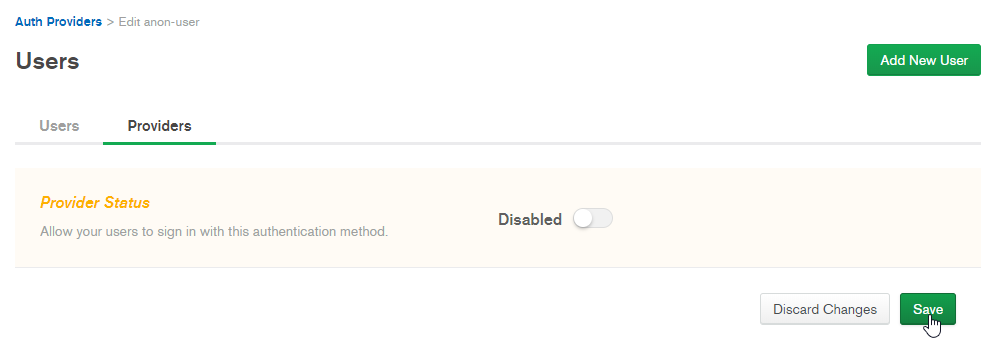 Auth Providers > Edit anon-user
Users
Add New User
Users
Providers
Provider Status
Allow your users to sign in with this authentication method.
Disabled
Discard Changes
Save